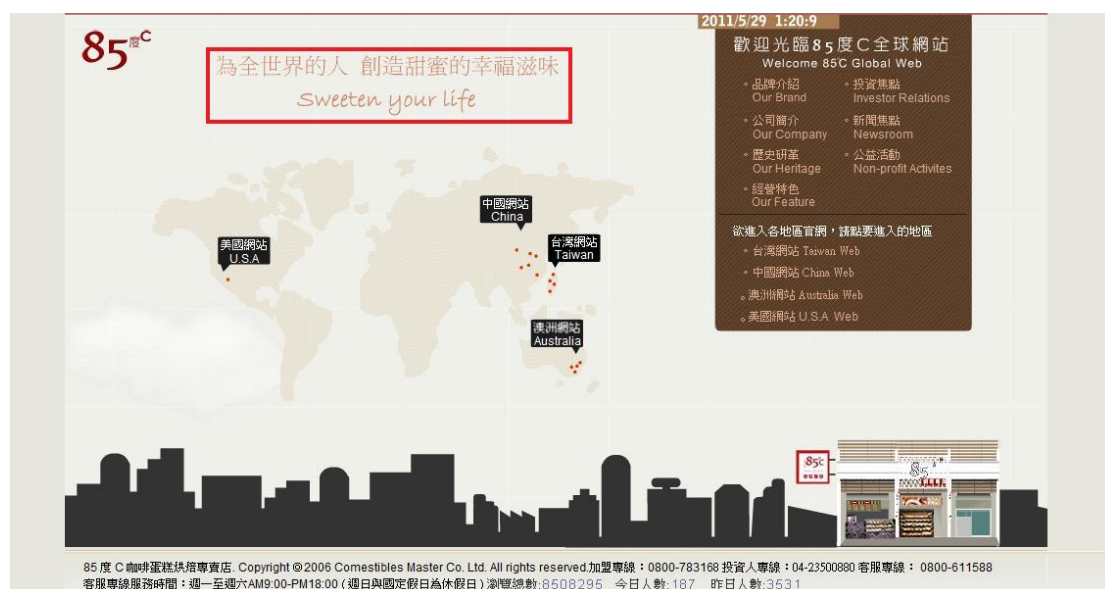 85度C
2011/5/29 1:20:9
為全世界的人 創造甜蜜的幸福滋味
Sweeten your life
歡迎光臨85度C全球網站
Welcome 85℃ Global Web
。品牌介紹
Our Brand
。投資焦點
Investor Relations
。公司簡介
Our Company
。新聞焦點
Newsroom
。歷史研革
Our Heritage
。公益活動
Non-profit Activites
。經營特色
Our Feature
中國網站
China
美國網站
U.S.A
台灣網站
Taiwan
澳洲網站
Australia
欲進入各地區官網,請點要進入的地區
。台灣網站 Taiwan Web
。中國網站 China Web
。澳洲網站 Australia Web
。美國網站 U.S.A Web
85℃
85
85 度 C 咖啡蛋糕烘焙專賣店. Copyright ©2006 Comestibles Master Co. Ltd. All rights reserved.加盟專線:0800-783168 投資人專線:04-23500880 客服專線: 0800-611588
客服專線服務時間:週一至週六AM9:00-PM18:00 (週日與國定假日為休假日) 瀏覽總數:8508295 今日人數:187 昨日人數:3531